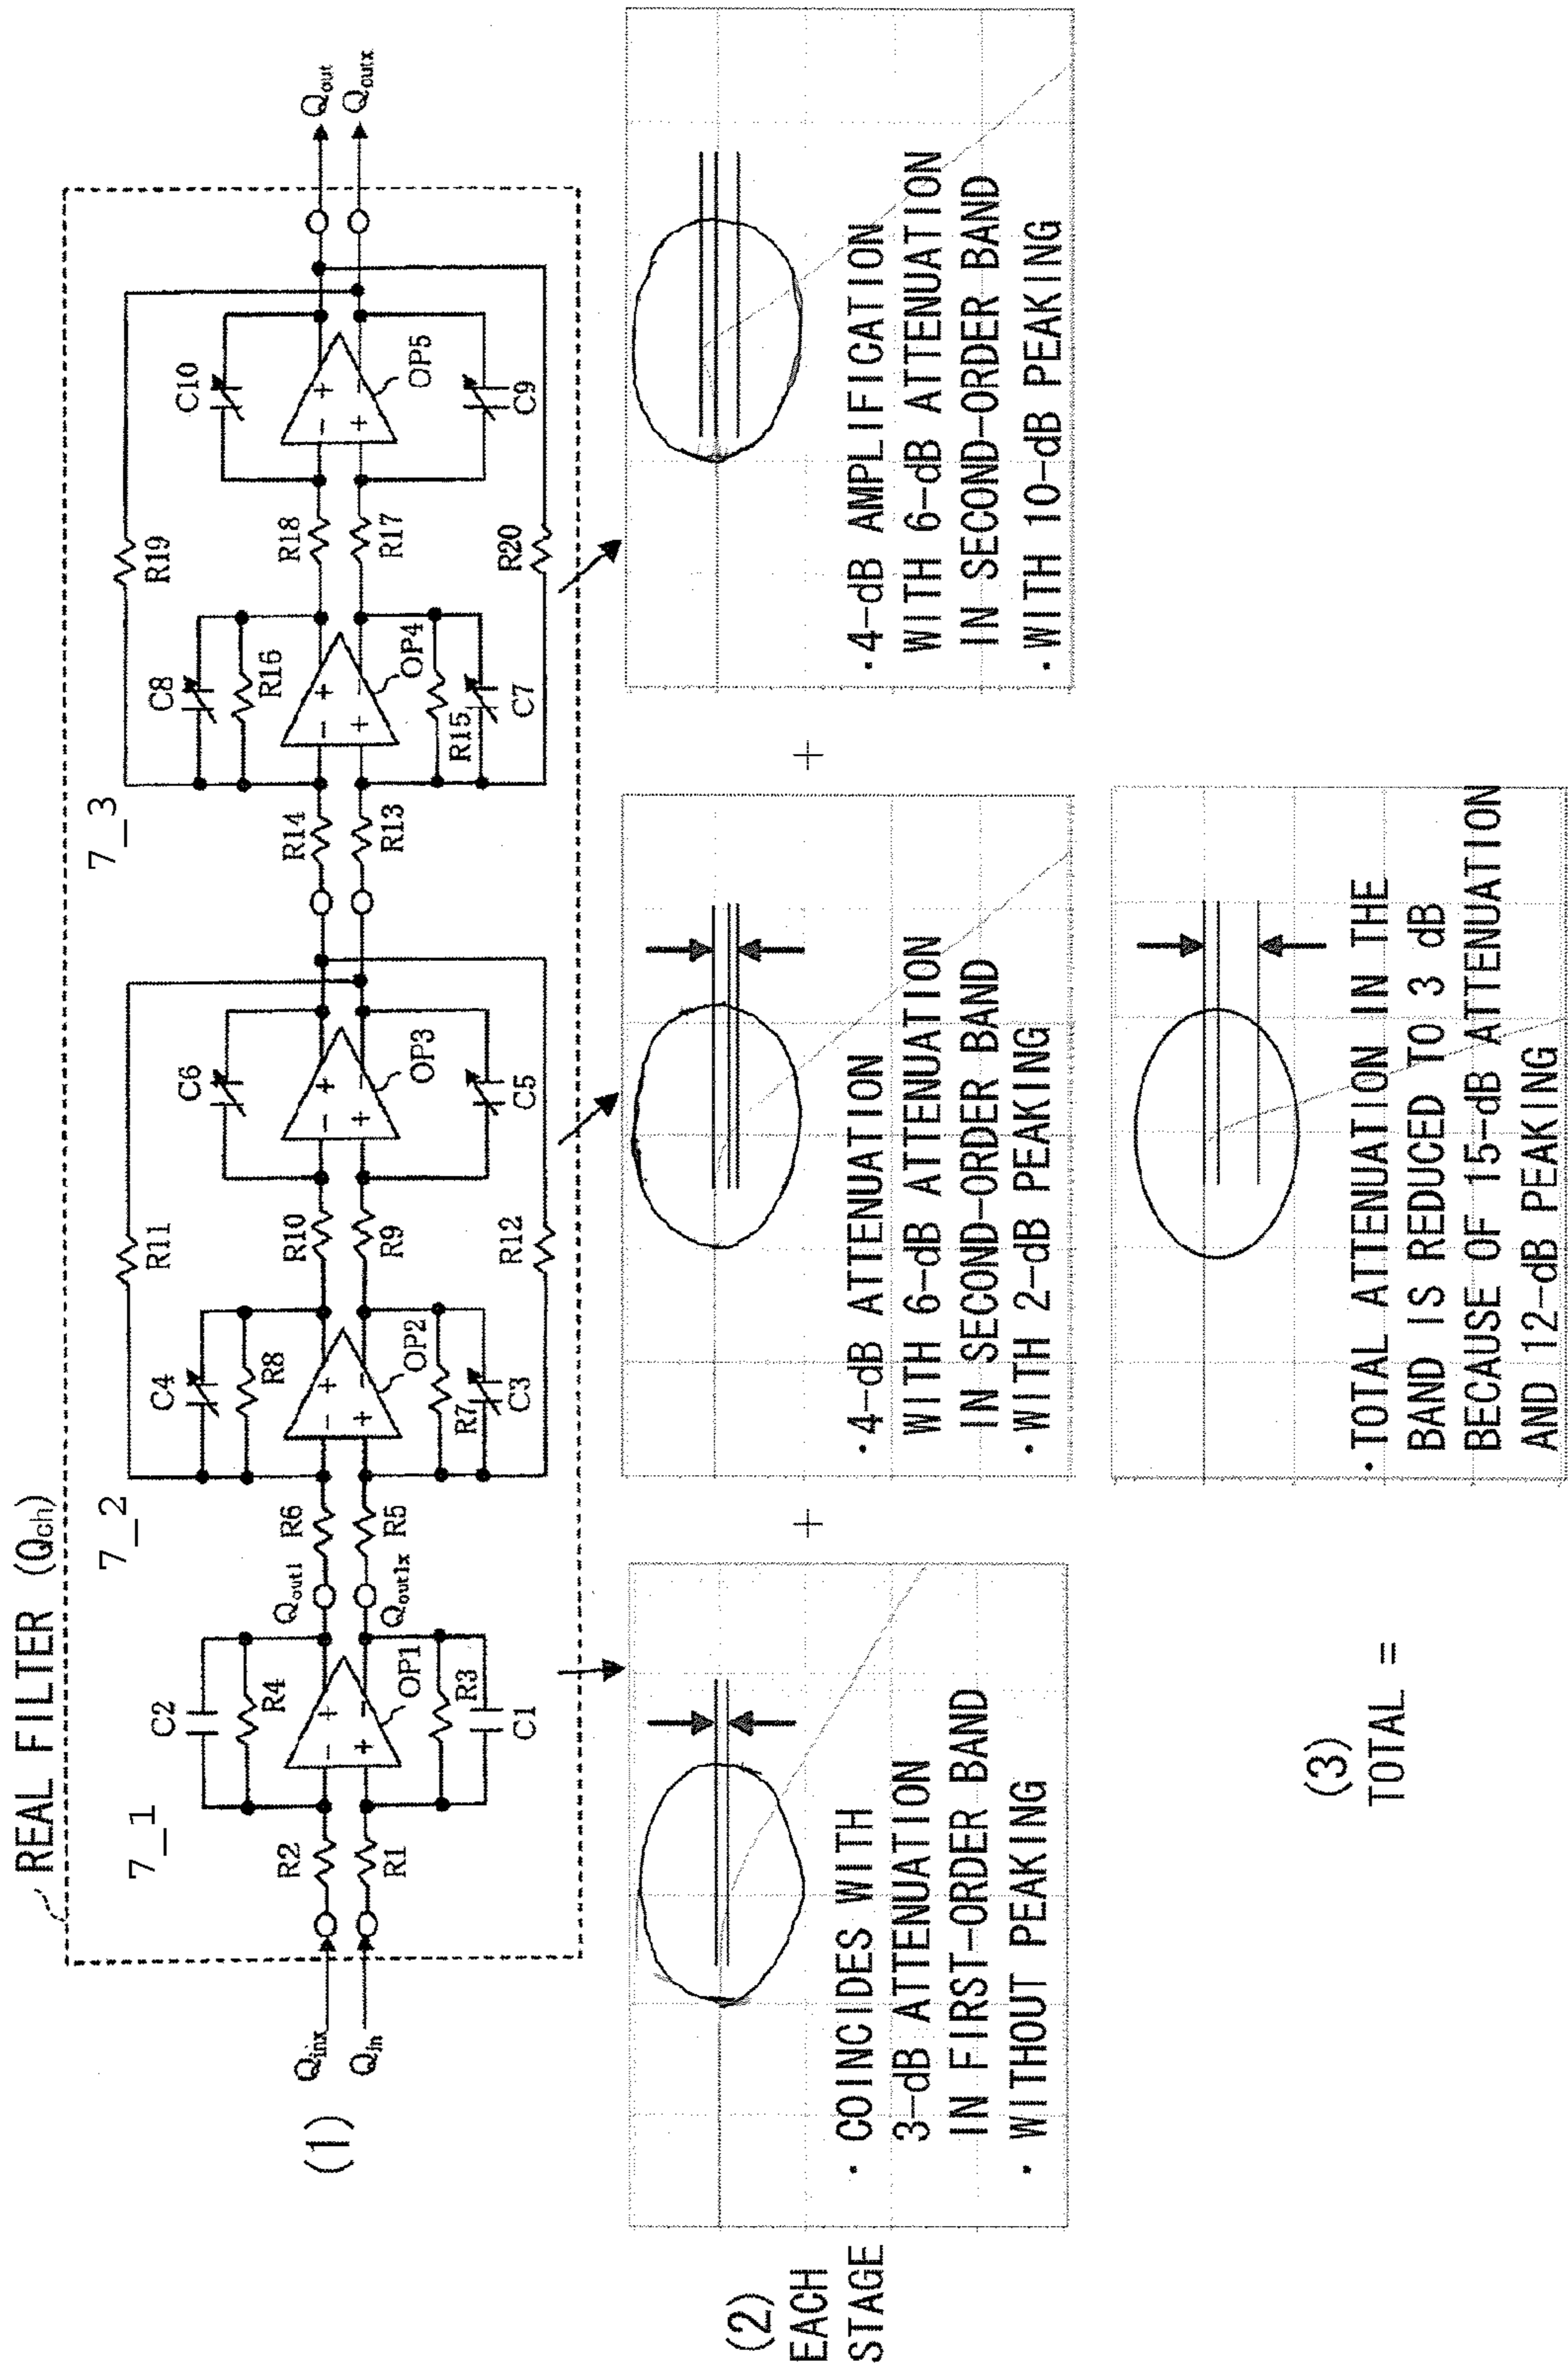 REAL FILTER (Qch)
7_1
7_2
7_3
(1)
Qinx
Qin
R2
R1
C2
R4
OP1
R3
C1
Qout1
Qout1x
R6
R5
C4
R8
OP2
R7
C3
R11
R10
R9
R12
C6
OP3
C5
R14
R13
C8
R16
OP4
R15
C7
R19
R18
R17
R20
C10
OP5
C9
Qout
Qoutx
− +
+ −
− +
+ −
− +
+ −
− +
+ −
− +
+ −
(2)
EACH
STAGE
· COINCIDES WITH
3-dB ATTENUATION
IN FIRST-ORDER BAND
· WITHOUT PEAKING
+
·4-dB ATTENUATION
WITH 6-dB ATTENUATION
IN SECOND-ORDER BAND
·WITH 2-dB PEAKING
+
·4-dB AMPLIFICATION
WITH 6-dB ATTENUATION
IN SECOND-ORDER BAND
·WITH 10-dB PEAKING
(3)
TOTAL =
· TOTAL ATTENUATION IN THE
BAND IS REDUCED TO 3 dB
BECAUSE OF 15-dB ATTENUATION
AND 12-dB PEAKING